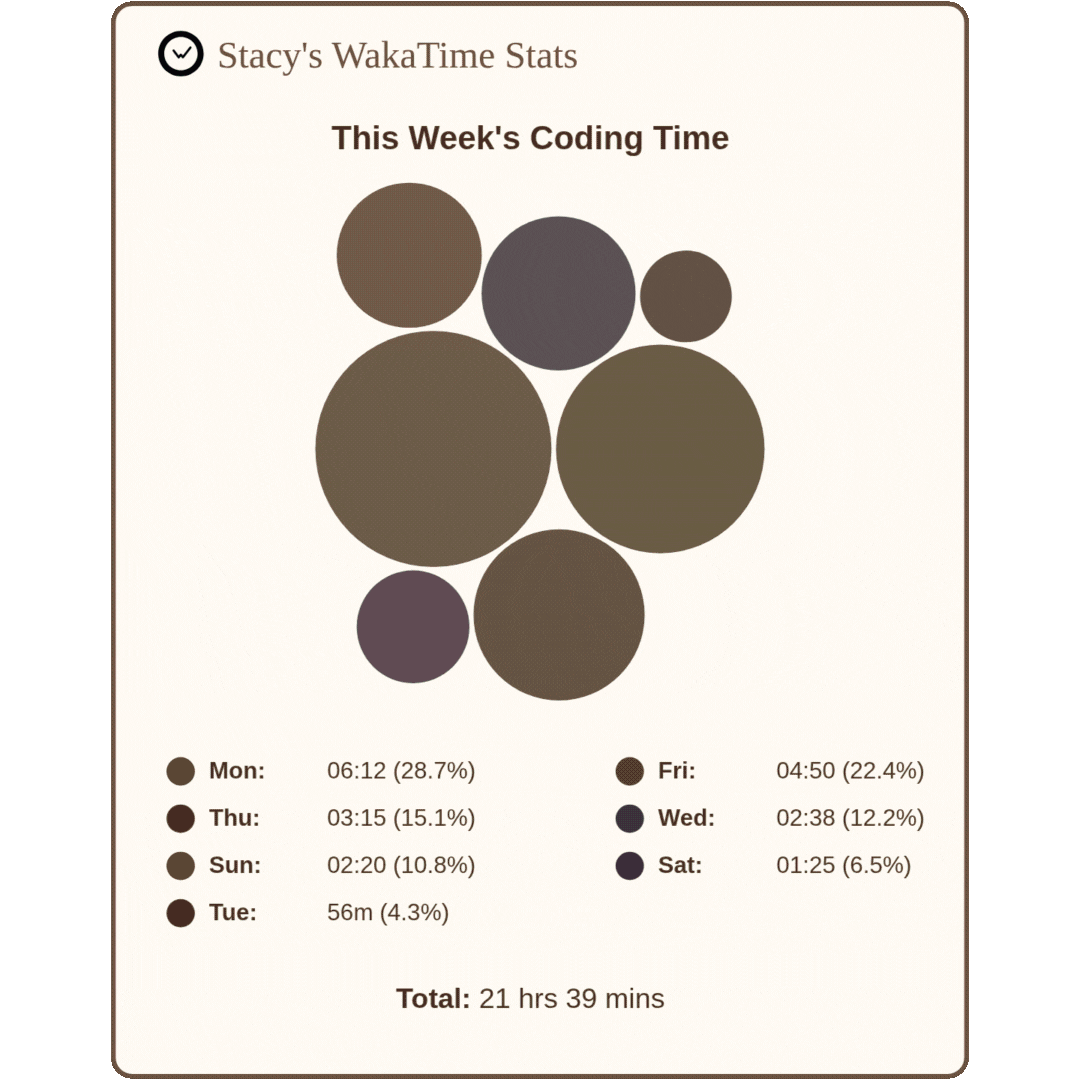 Stacy's WakaTime Stats
This Week's Coding Time
Mon: 06:12 (28.7%) Fri: 04:50 (22.4%)
Thu: 03:15 (15.1%) Wed: 02:38 (12.2%)
Sun: 02:20 (10.8%) Sat: 01:25 (6.5%)
Tue: 56m (4.3%)
Total: 21 hrs 39 mins